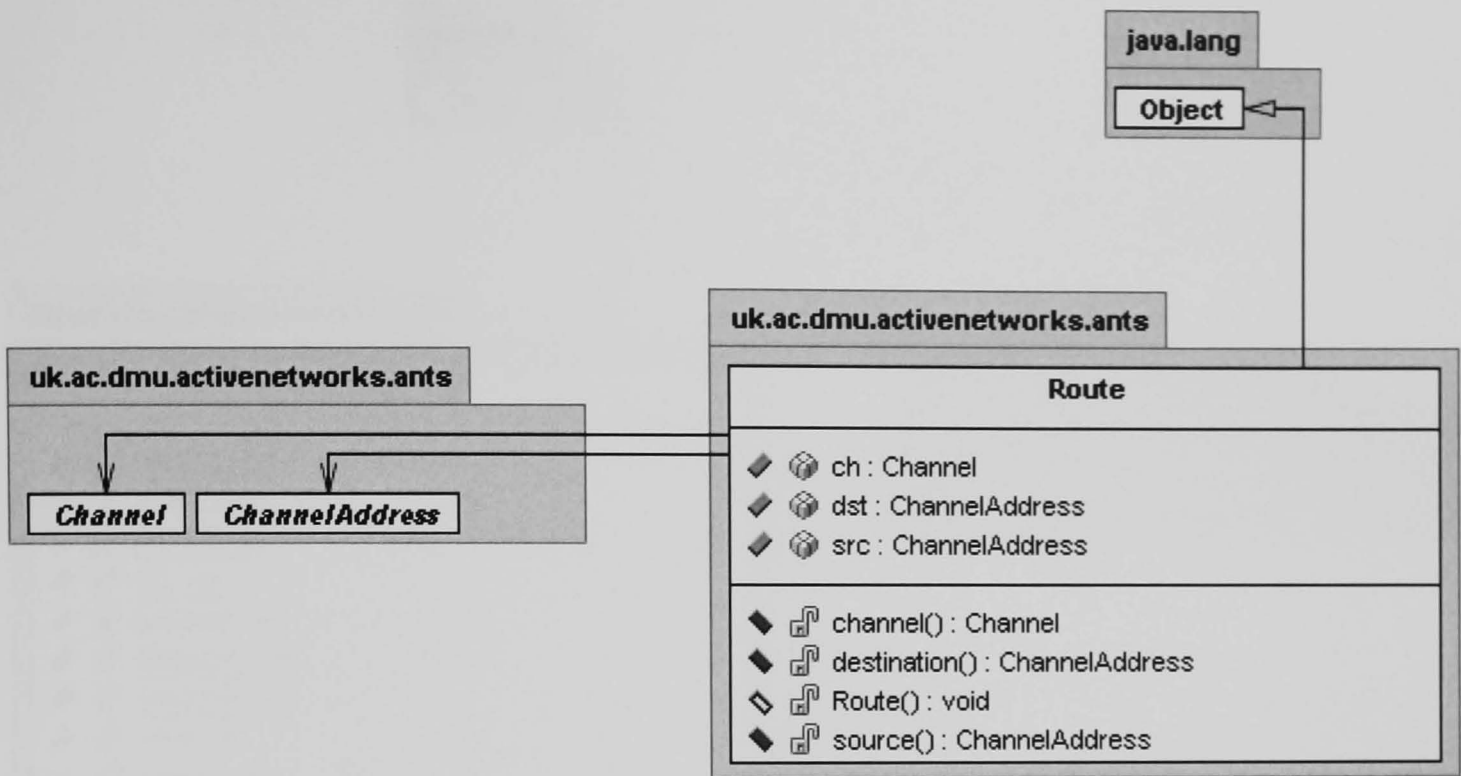 java.lang
Object
uk.ac.dmu.activenetworks.ants
Channel
ChannelAddress
uk.ac.dmu.activenetworks.ants
Route
ch : Channel
dst : ChannelAddress
src : ChannelAddress
channel() : Channel
destination() : ChannelAddress
Route() : void
source() : ChannelAddress